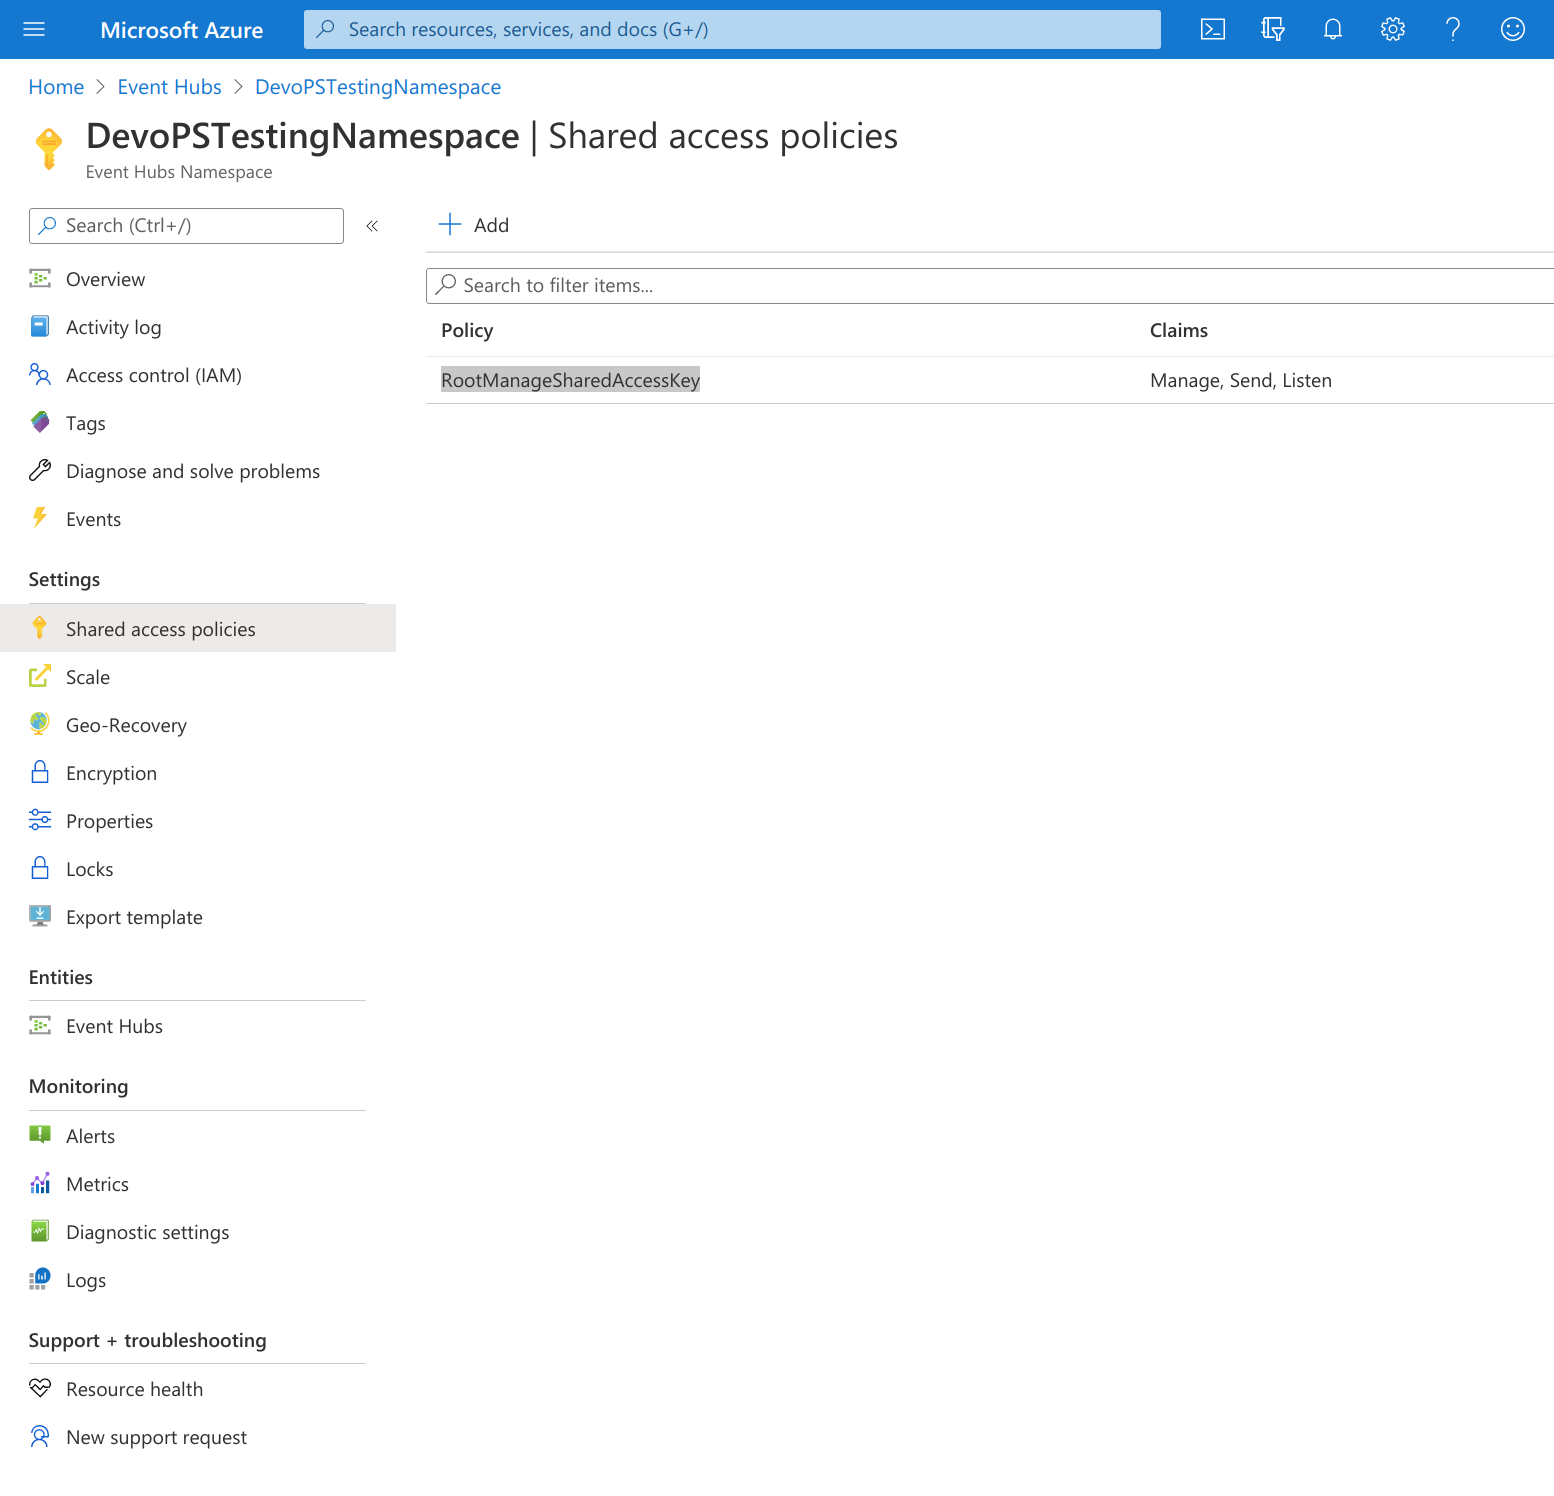 Microsoft Azure
Search resources, services, and docs (G+/)
Home > Event Hubs > DevoPSTestingNamespace
DevoPSTestingNamespace | Shared access policies
Event Hubs Namespace
Search (Ctrl+/)
«
Overview
Activity log
Access control (IAM)
Tags
Diagnose and solve problems
Events
Settings
Shared access policies
Scale
Geo-Recovery
Encryption
Properties
Locks
Export template
Entities
Event Hubs
Monitoring
Alerts
Metrics
Diagnostic settings
Logs
Support + troubleshooting
Resource health
New support request
Add
Search to filter items...
Policy Claims
RootManageSharedAccessKey Manage, Send, Listen